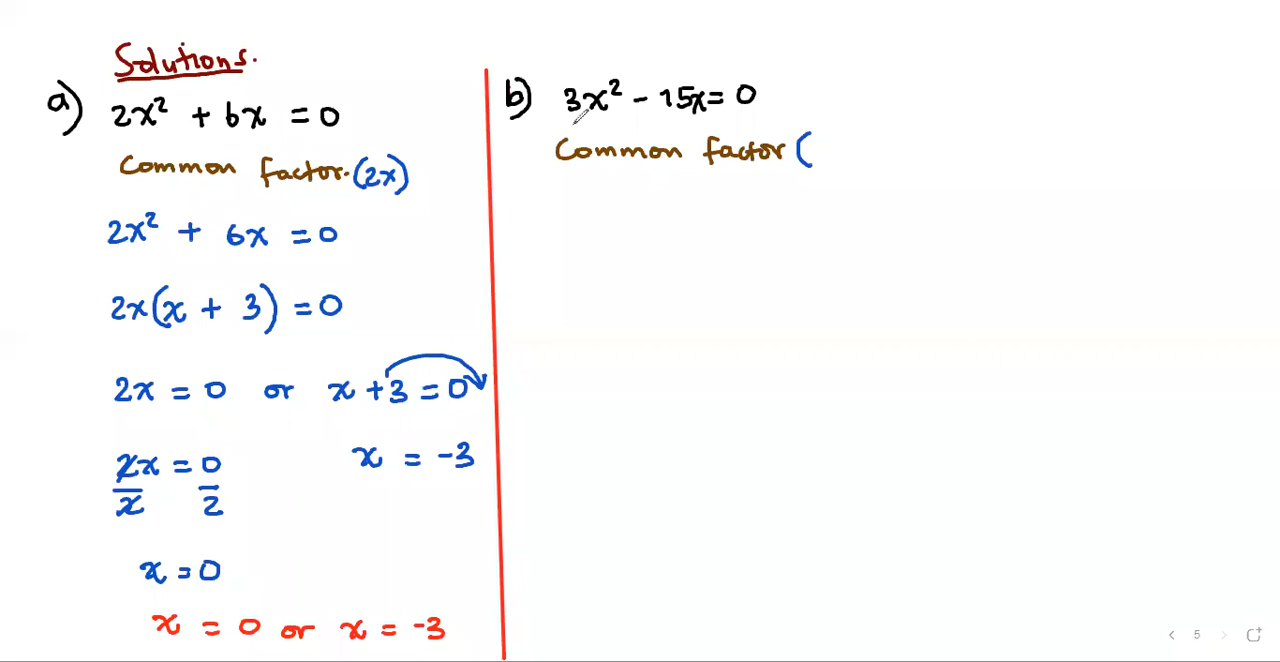 Solutions.
a) 2x² + 6x = 0
Common factor. (2x)
2x² + 6x = 0
2x(x + 3) = 0
2x = 0 or x + 3 = 0
2x = 0 x = -3
2 2
x = 0
x = 0 or x = -3
b) 3x² - 15x = 0
Common factor (
5